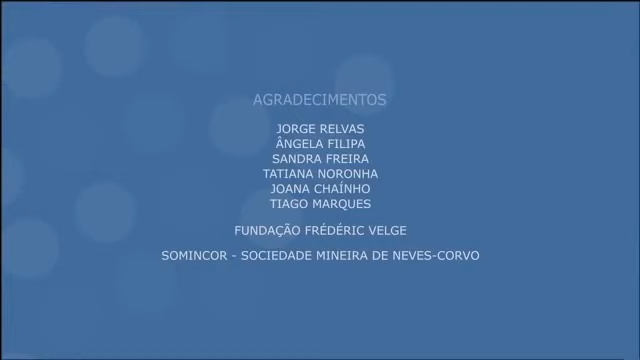 AGRADECIMENTOS
JORGE RELVAS
ÂNGELA FILIPA
SANDRA FREIRA
TATIANA NORONHA
JOANA CHAÍNHO
TIAGO MARQUES
FUNDAÇÃO FRÉDÉRIC VELGE
SOMINCOR - SOCIEDADE MINEIRA DE NEVES-CORVO